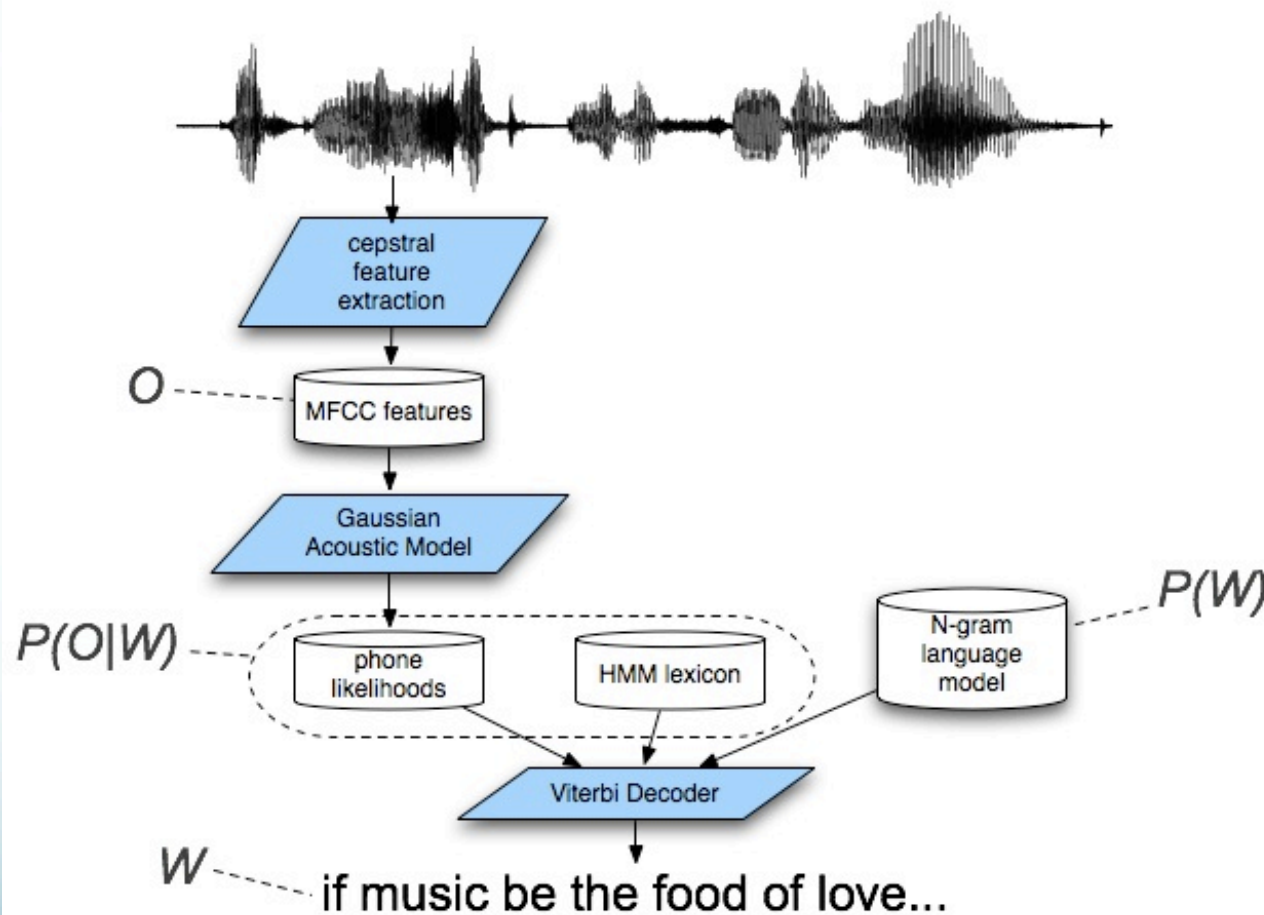 cepstral
feature
extraction
O
MFCC features
Gaussian
Acoustic Model
P(O|W)
phone
likelihoods
HMM lexicon
N-gram
language
model
P(W)
Viterbi Decoder
W
if music be the food of love...